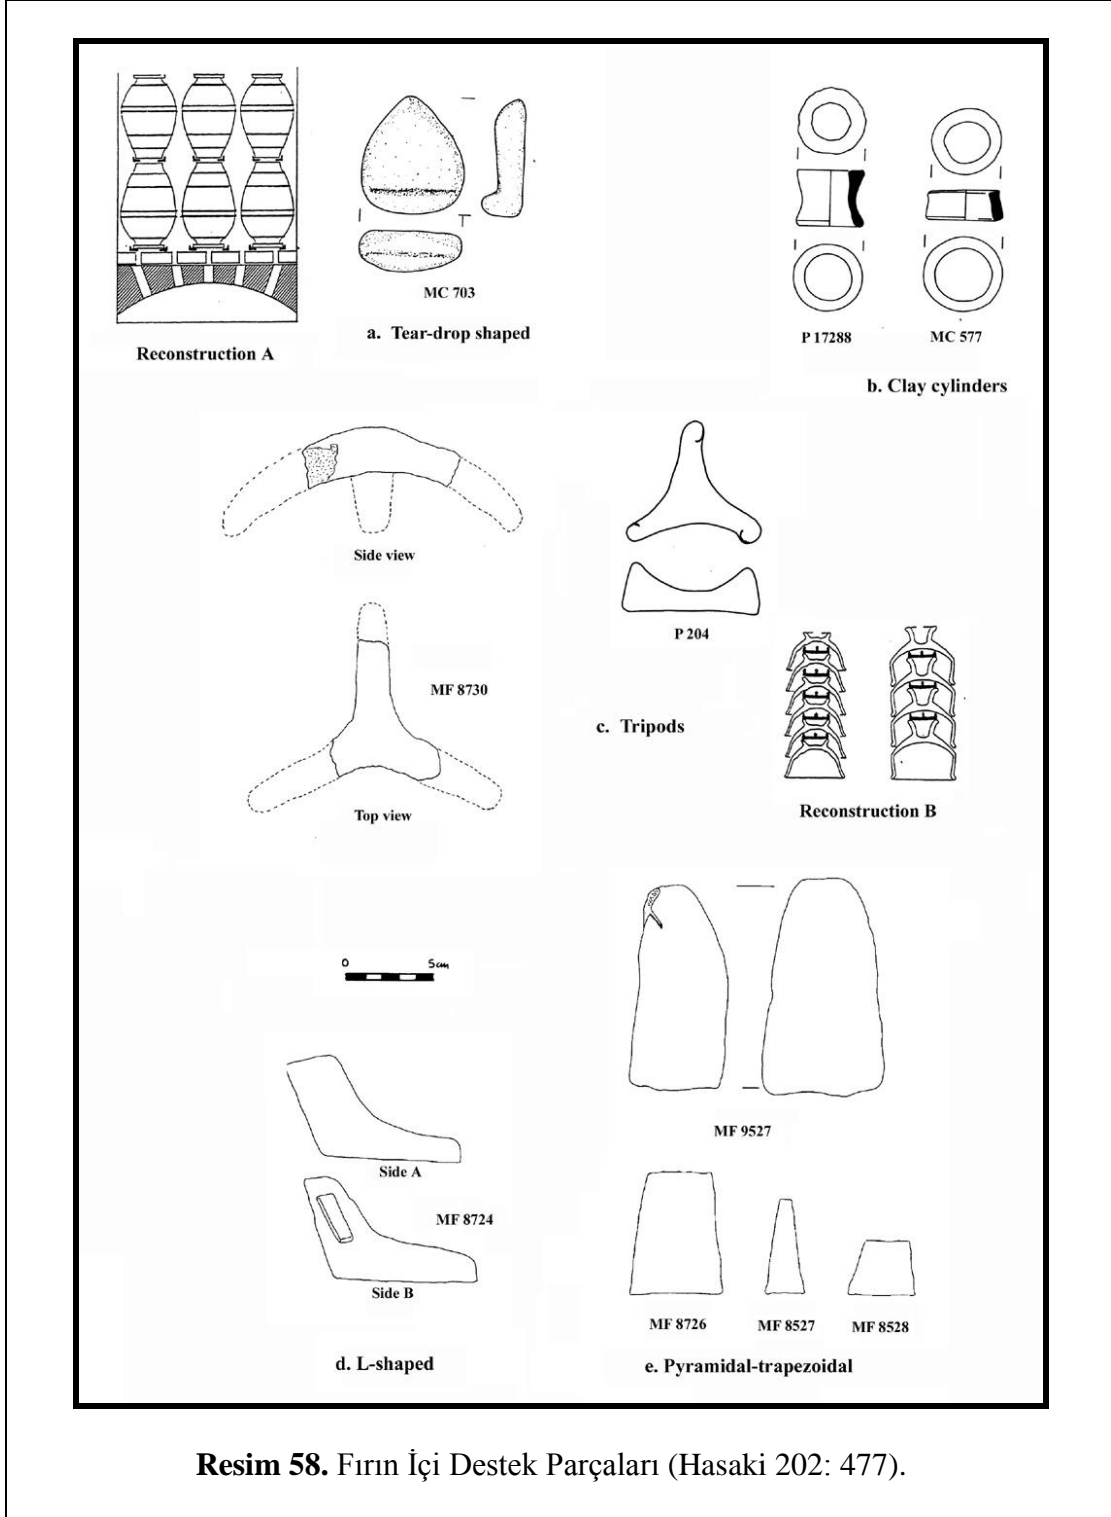 MC 703
a. Tear-drop shaped
Reconstruction A
P 17288
MC 577
b. Clay cylinders
Side view
P 204
MF 8730
c. Tripods
Top view
Reconstruction B
0 5cm
MF 9527
Side A
MF 8724
Side B
MF 8726
MF 8527
MF 8528
d. L-shaped
e. Pyramidal-trapezoidal
Resim 58. Fırın İçi Destek Parçaları (Hasaki 202: 477).